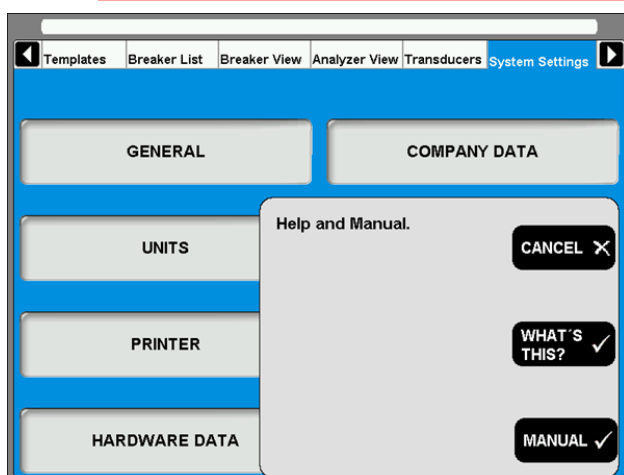 Templates Breaker List Breaker View Analyzer View Transducers System Settings
GENERAL COMPANY DATA
UNITS
Help and Manual.
CANCEL
PRINTER
WHAT´S
THIS?
HARDWARE DATA
MANUAL